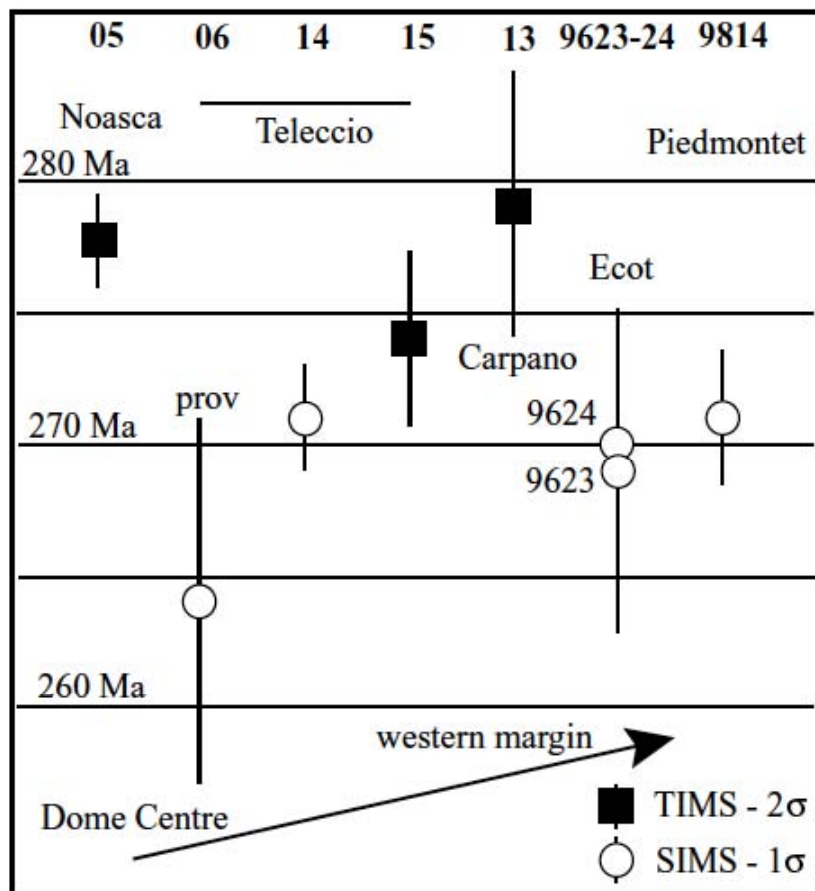 05 06 14 15 13 9623-24 9814
Noasca
Teleccio
Piedmontet
280 Ma
Ecot
Carpano
prov
9624
270 Ma
9623
260 Ma
western margin
Dome Centre
TIMS - 2σ
SIMS - 1σ